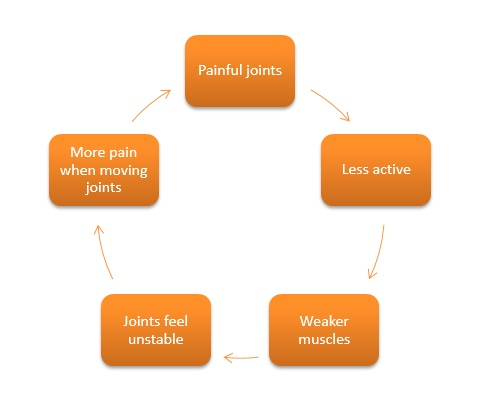 Painful joints
Less active
Weaker
muscles
Joints feel
unstable
More pain
when moving
joints